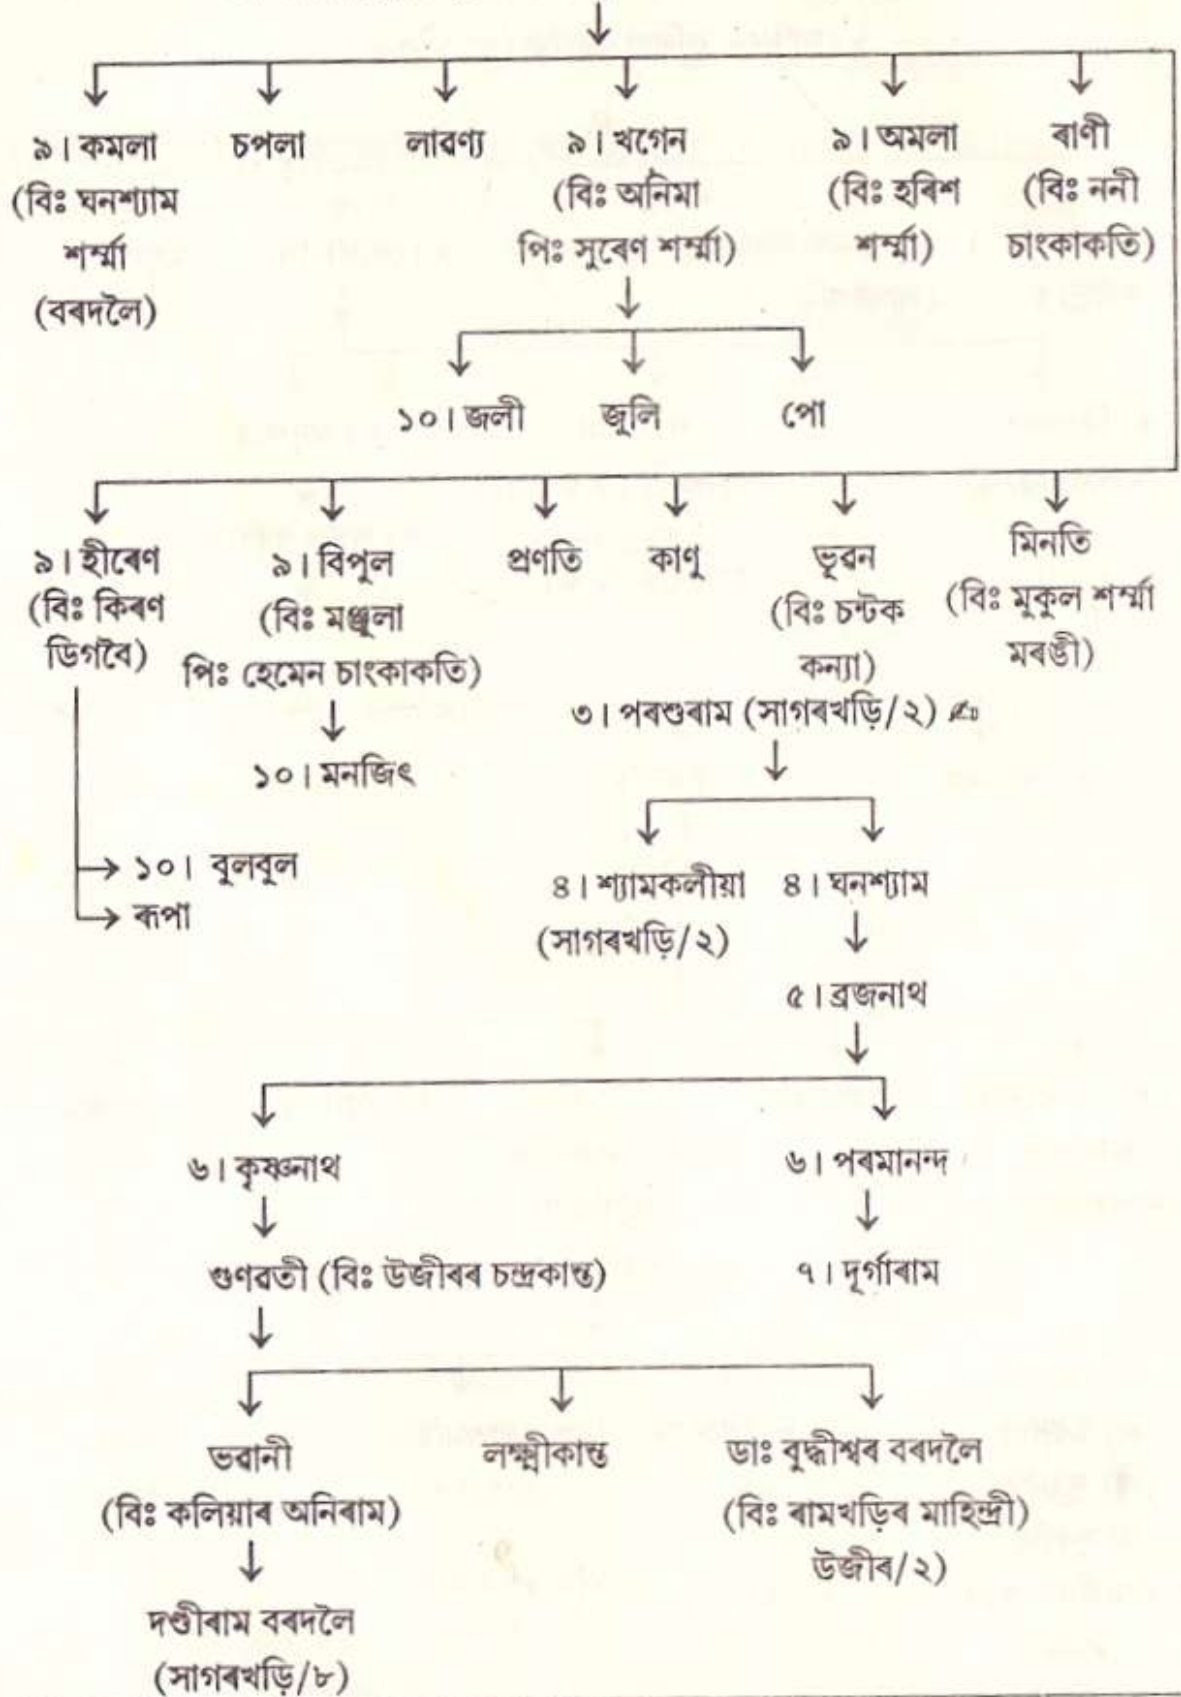 ৯। কমলা চপলা লাৱণ্য ৯। খগেন ৯। অমলা ৰাণী
(বিঃ ঘনশ্যাম (বিঃ অনিমা (বিঃ হৰিশ (বিঃ ননী
শৰ্ম্মা পিঃ সুৰেণ শৰ্ম্মা) শৰ্ম্মা) চাংকাকতি)
(বৰদলৈ)
১০। জলী জুলি পো
৯। হীৰেণ ৯। বিপুল প্ৰণতি কাণু ভূৱন মিনতি
(বিঃ কিৰণ (বিঃ মঞ্জুলা (বিঃ চন্টক (বিঃ মুকুল শৰ্ম্মা
ডিগবৈ) পিঃ হেমেন চাংকাকতি) কন্যা) মৰঙী)
৩। পৰশুৰাম (সাগৰখড়ি/২) ✍
১০। মনজিৎ
১০। বুলবুল
ৰূপা
৪। শ্যামকলীয়া ৪। ঘনশ্যাম
(সাগৰখড়ি/২)
৫। ব্ৰজনাথ
৬। কৃষ্ণনাথ ৬। পৰমানন্দ
গুণৱতী (বিঃ উজীৰৰ চন্দ্ৰকান্ত) ৭। দূৰ্গাৰাম
ভৱানী লক্ষ্মীকান্ত ডাঃ বুদ্ধীশ্বৰ বৰদলৈ
(বিঃ কলিয়াৰ অনিৰাম) (বিঃ ৰামখড়িৰ মাহিন্দ্ৰী)
উজীৰ/২)
দণ্ডীৰাম বৰদলৈ
(সাগৰখড়ি/৮)